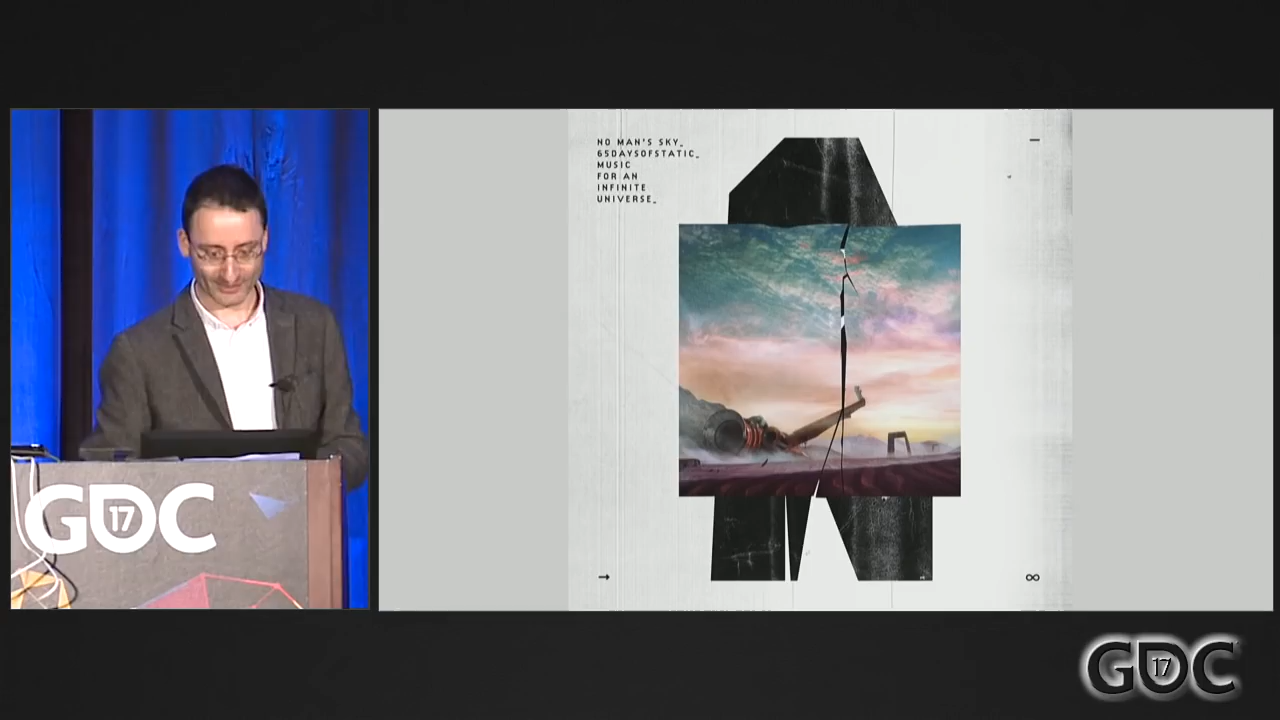 NO MAN'S SKY_
65DAYSOFSTATIC_
MUSIC
FOR AN
INFINITE
UNIVERSE_
→
∞
GDC
17
GDC
17